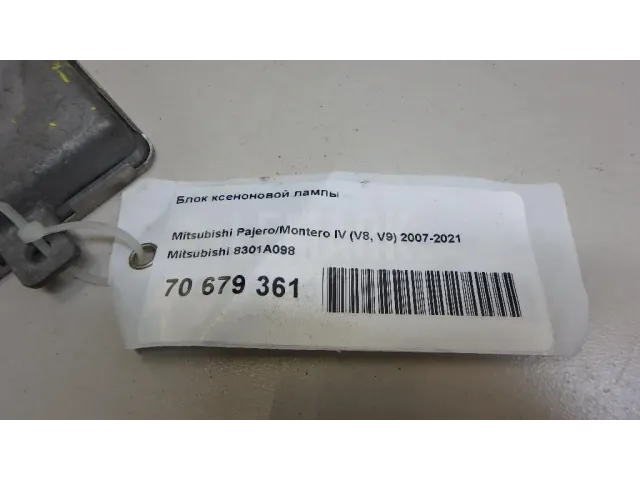 Блок ксеноновой лампы
Mitsubishi Pajero/Montero IV (V8, V9) 2007-2021
Mitsubishi 8301A098
70 679 361